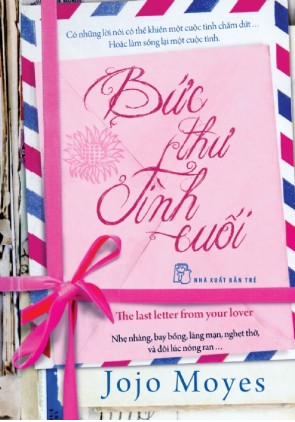 Có những lời nói có thể khiến một cuộc tình chấm dứt ...
Hoặc làm sống lại một cuộc tình.
Bức
thư
Tình
cuối
NHÀ XUẤT BẢN TRẺ
The last letter from your lover
Nhẹ nhàng, bay bổng, lãng mạn, nghẹt thở,
và đôi lúc nóng ran ...
Jojo Moyes